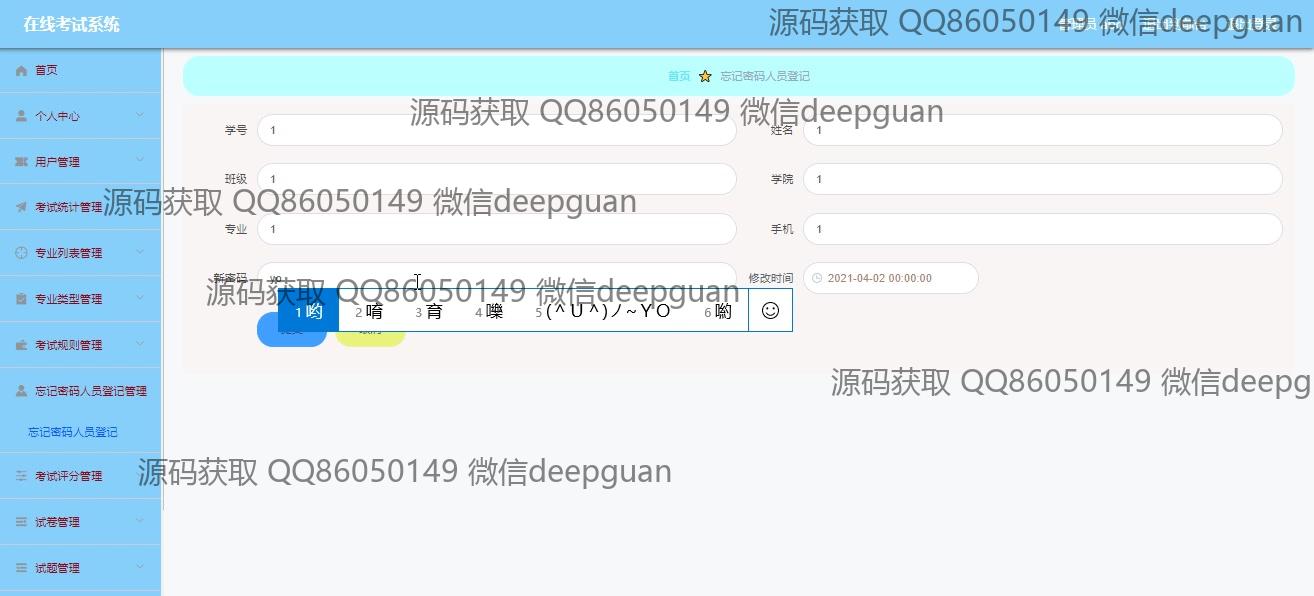 在线考试系统
源码获取 QQ86050149 微信deepguan
首页
个人中心
用户管理
考试统计管理
专业列表管理
专业类型管理
考试规则管理
忘记密码人员登记管理
忘记密码人员登记
考试评分管理
试卷管理
试题管理
首页 忘记密码人员登记
源码获取 QQ86050149 微信deepguan
学号 1 姓名 1
班级 1 学院 1
源码获取 QQ86050149 微信deepguan
专业 1 手机 1
新密码 yo 修改时间 2021-04-02 00:00:00
源码获取 QQ86050149 微信deepguan
1 哟 2 唷 3 育 4 嚛 5 (＾Ｕ＾)ノ~ＹＯ 6 喲
源码获取 QQ86050149 微信deepg
源码获取 QQ86050149 微信deepguan